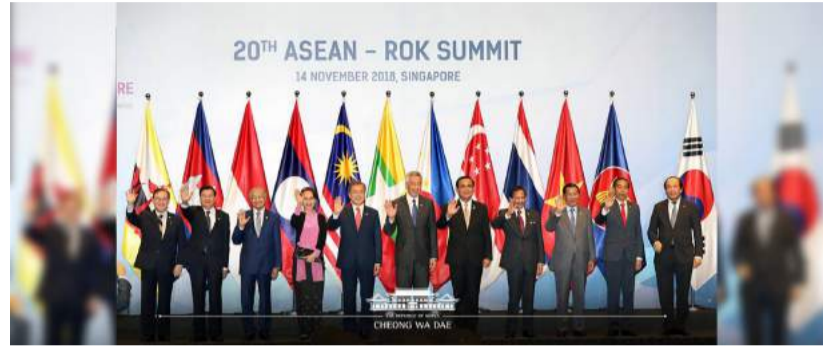 20TH ASEAN – ROK SUMMIT
14 NOVEMBER 2018, SINGAPORE
RE
THE REPUBLIC OF KOREA
CHEONG WA DAE